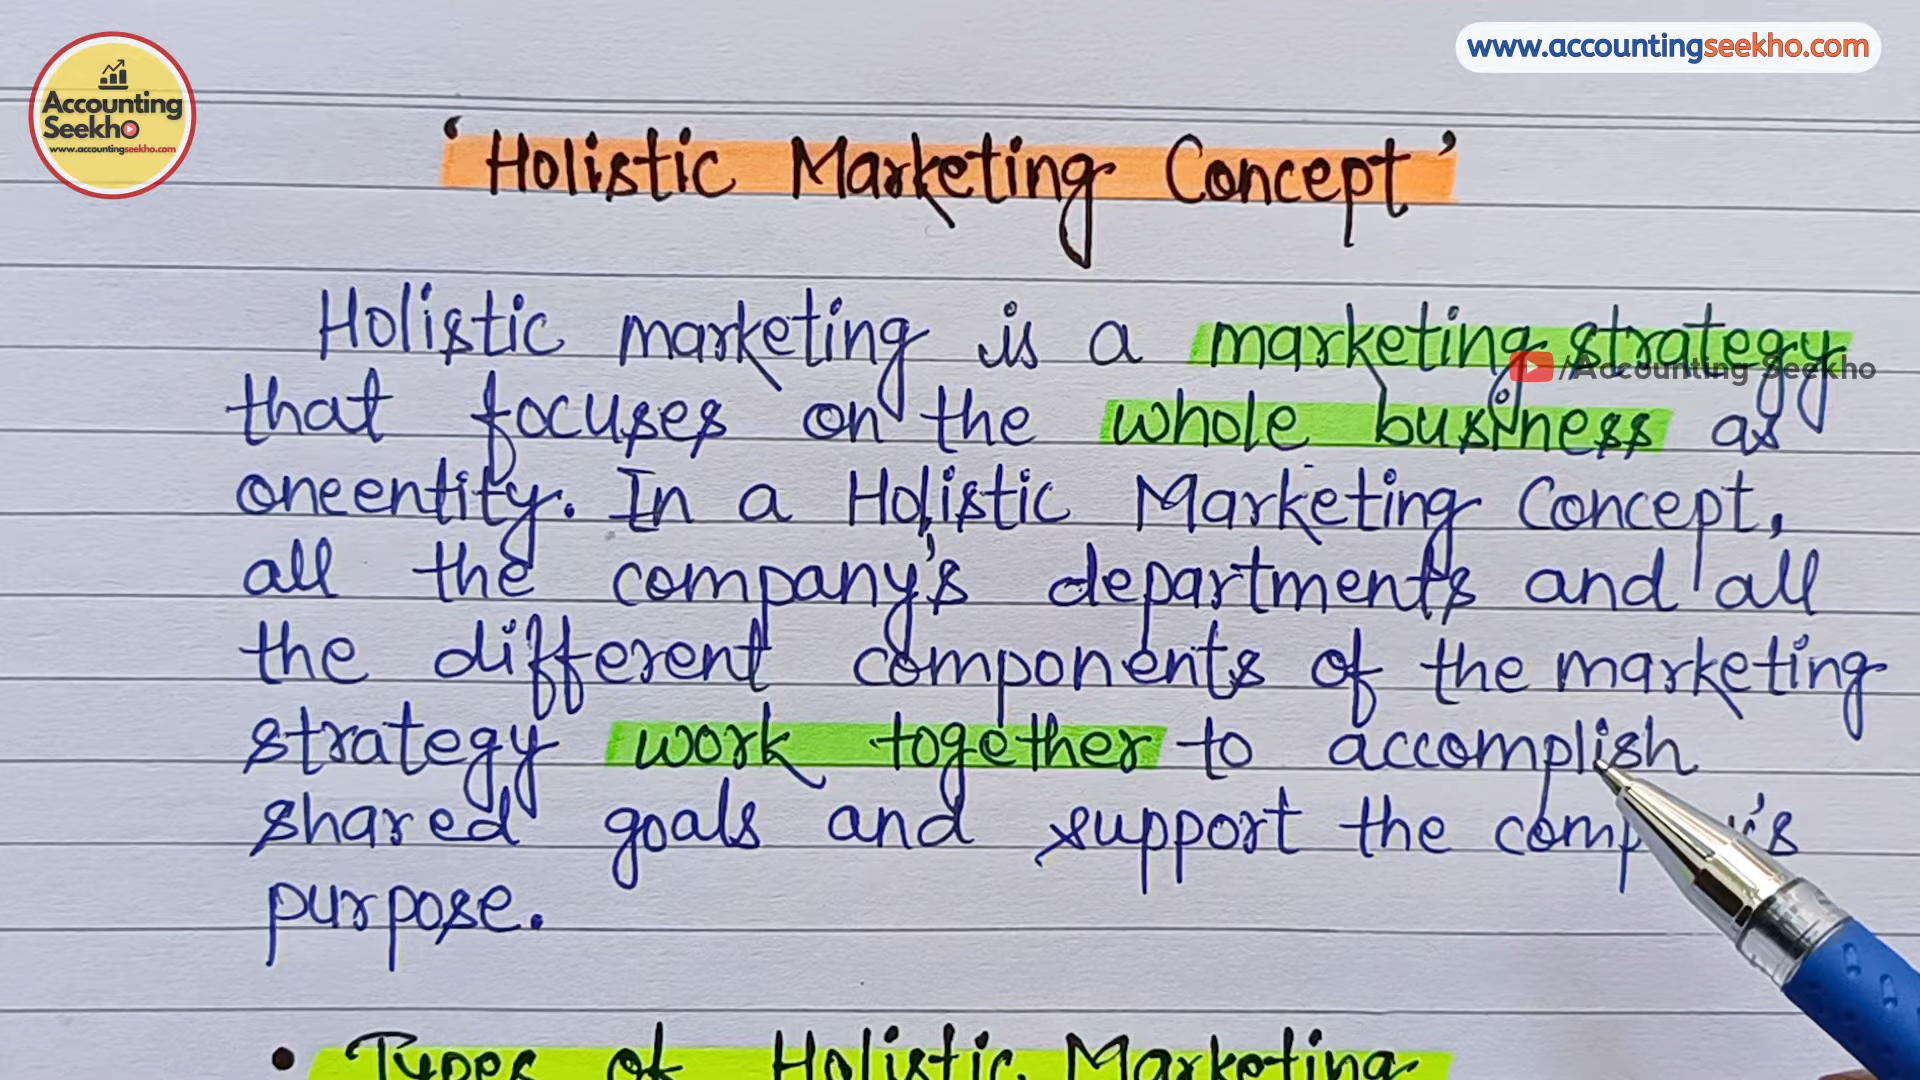 www.accountingseekho.com
Accounting
Seekho
www.accountingseekho.com
'Holistic Marketing Concept'
Holistic marketing is a marketing strategy
/Accounting Seekho
that focuses on the whole business as
oneentity. In a Holistic Marketing Concept,
all the company's departments and all
the different components of the marketing
strategy work together to accomplish
shared goals and support the comp 's
purpose.
• Types of Holistic Marketing